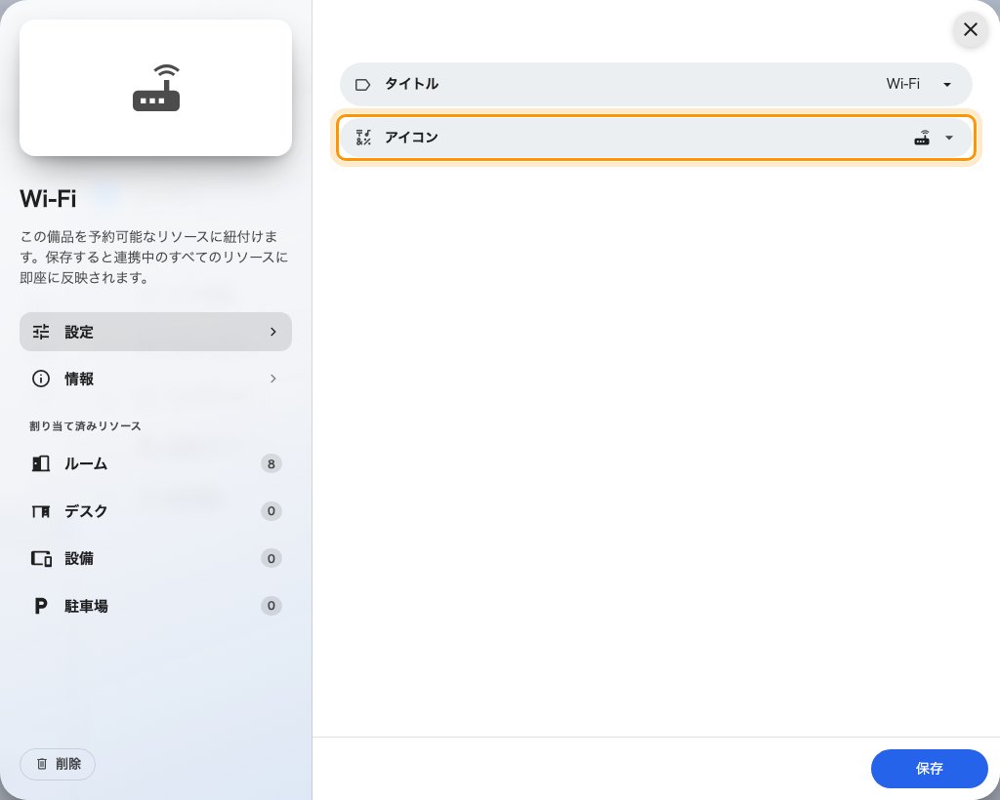 Wi-Fi
この備品を予約可能なリソースに紐付けま
す。保存すると連携中のすべてのリソースに
即座に反映されます。
設定
情報
割り当て済みリソース
ルーム 8
デスク 0
設備 0
駐車場 0
削除
タイトル Wi-Fi
アイコン
保存